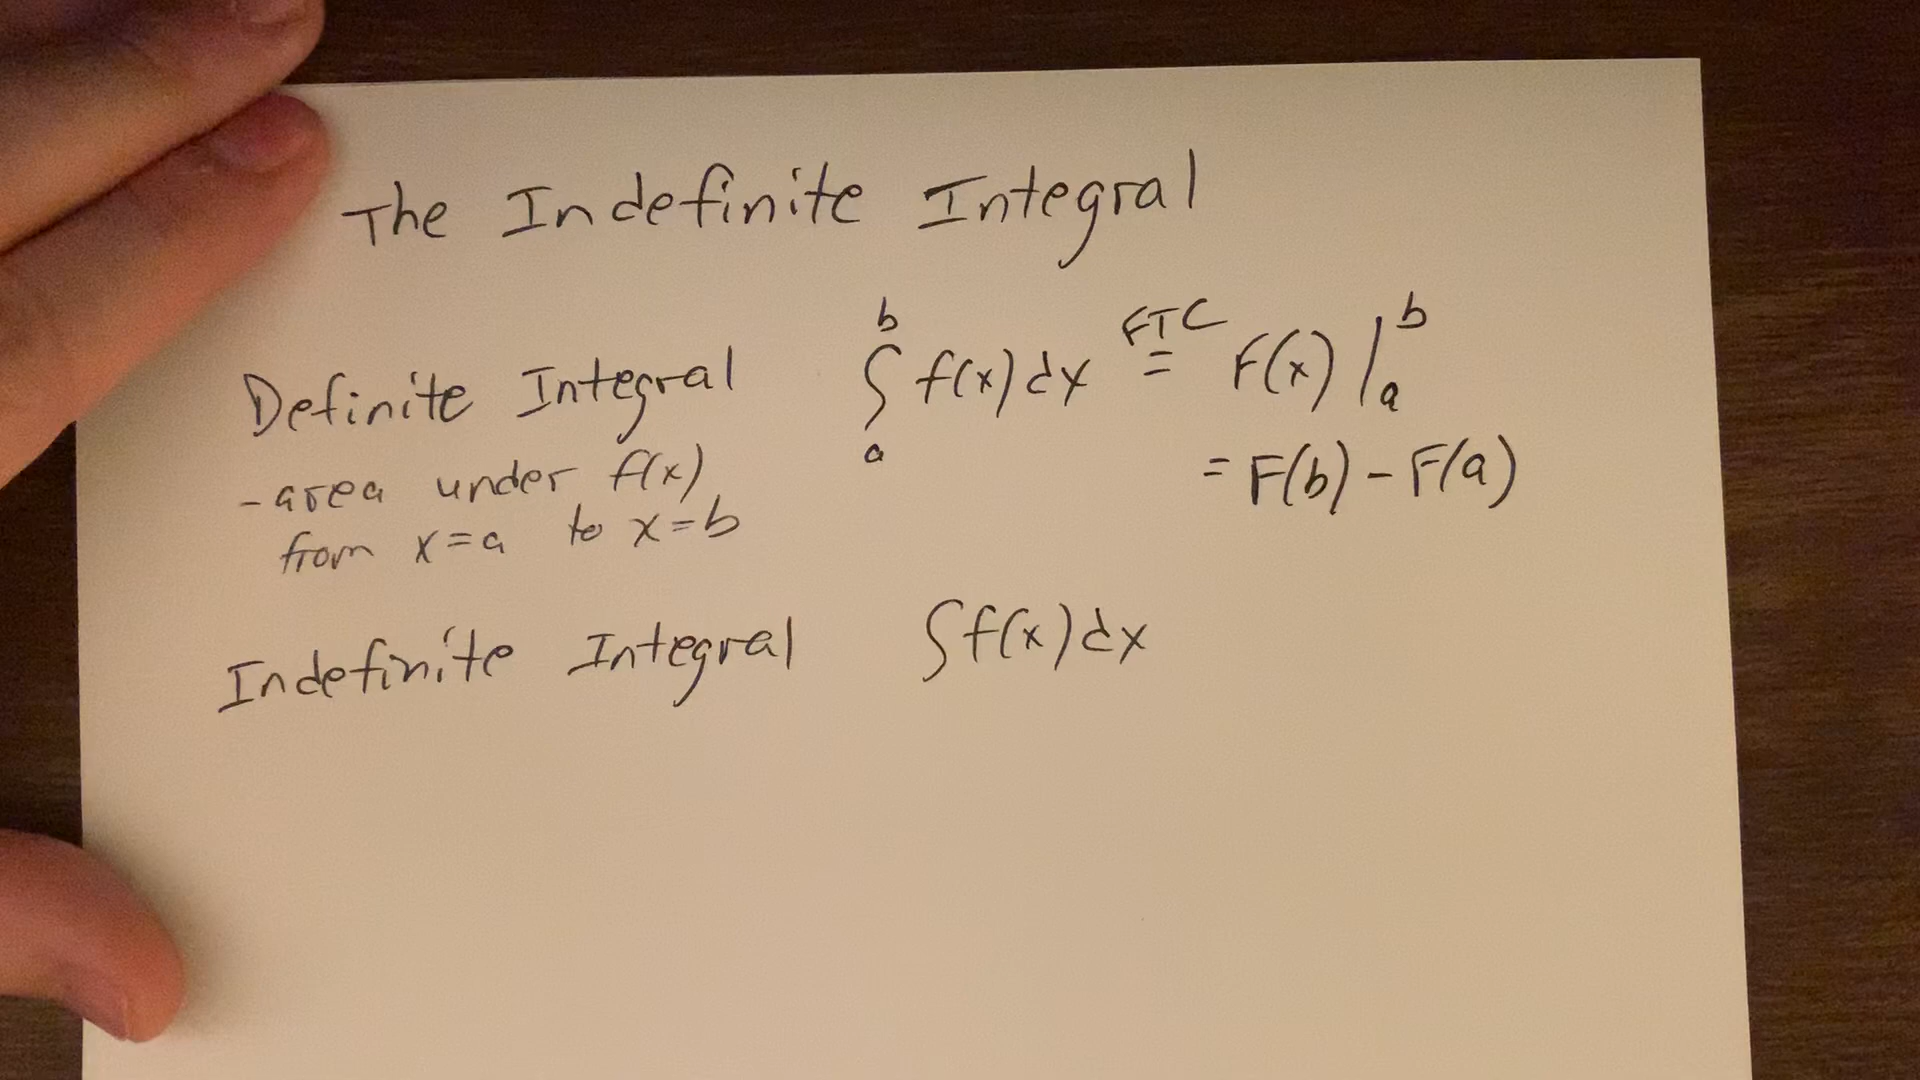 The Indefinite Integral
Definite Integral ∫_a^b f(x)dx =^FTC F(x)|_a^b
= F(b) - F(a)
- area under f(x)
from x=a to x=b
Indefinite Integral ∫f(x)dx